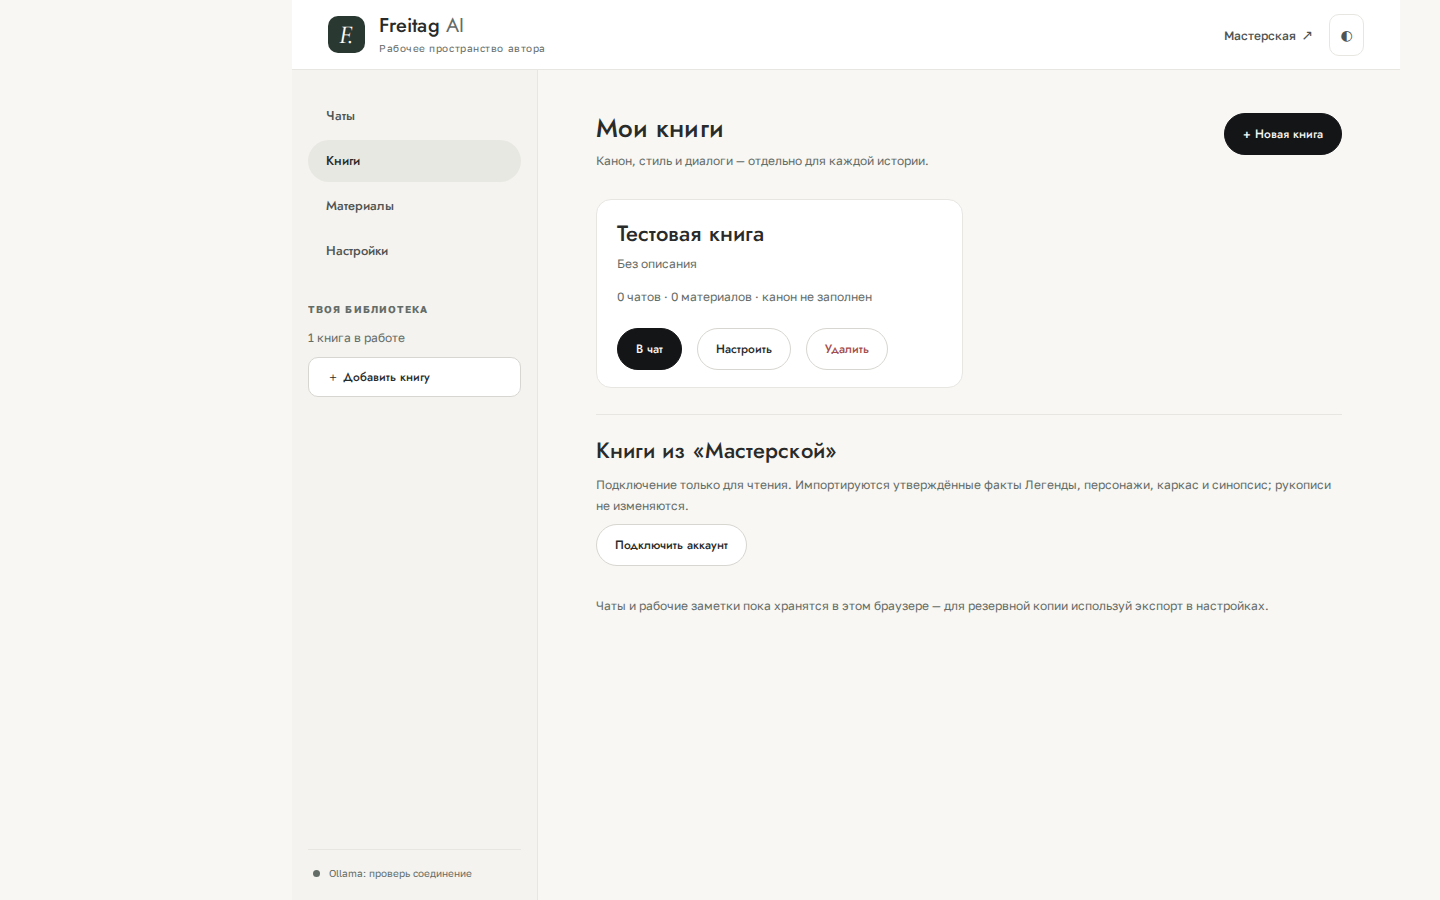 F.
Freitag AI
Рабочее пространство автора
Мастерская ↗
Чаты
Книги
Материалы
Настройки
ТВОЯ БИБЛИОТЕКА
1 книга в работе
+ Добавить книгу
Ollama: проверь соединение
Мои книги
Канон, стиль и диалоги — отдельно для каждой истории.
+ Новая книга
Тестовая книга
Без описания
0 чатов · 0 материалов · канон не заполнен
В чат
Настроить
Удалить
Книги из «Мастерской»
Подключение только для чтения. Импортируются утверждённые факты Легенды, персонажи, каркас и синопсис; рукописи
не изменяются.
Подключить аккаунт
Чаты и рабочие заметки пока хранятся в этом браузере — для резервной копии используй экспорт в настройках.